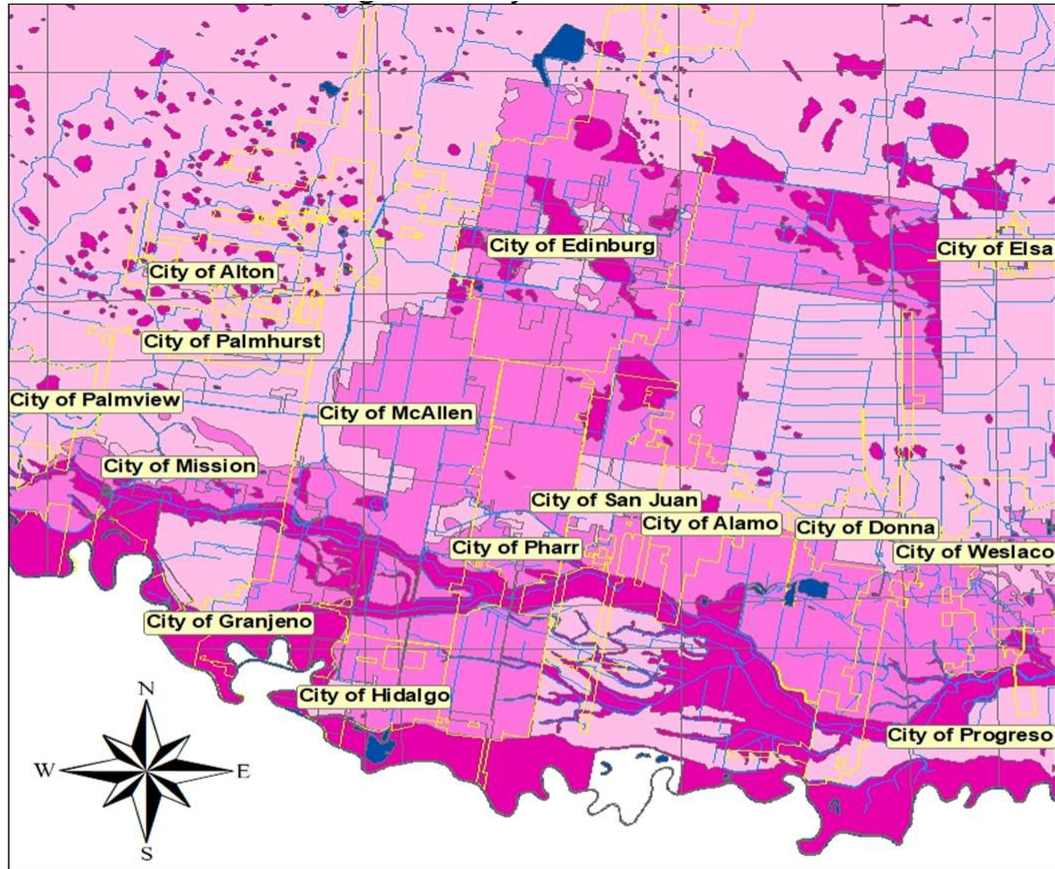 City of Edinburg
City of Elsa
City of Alton
City of Palmhurst
City of Palmview
City of McAllen
City of Mission
City of San Juan
City of Alamo
City of Donna
City of Pharr
City of Weslaco
City of Granjeno
City of Hidalgo
City of Progreso
N
W
E
S